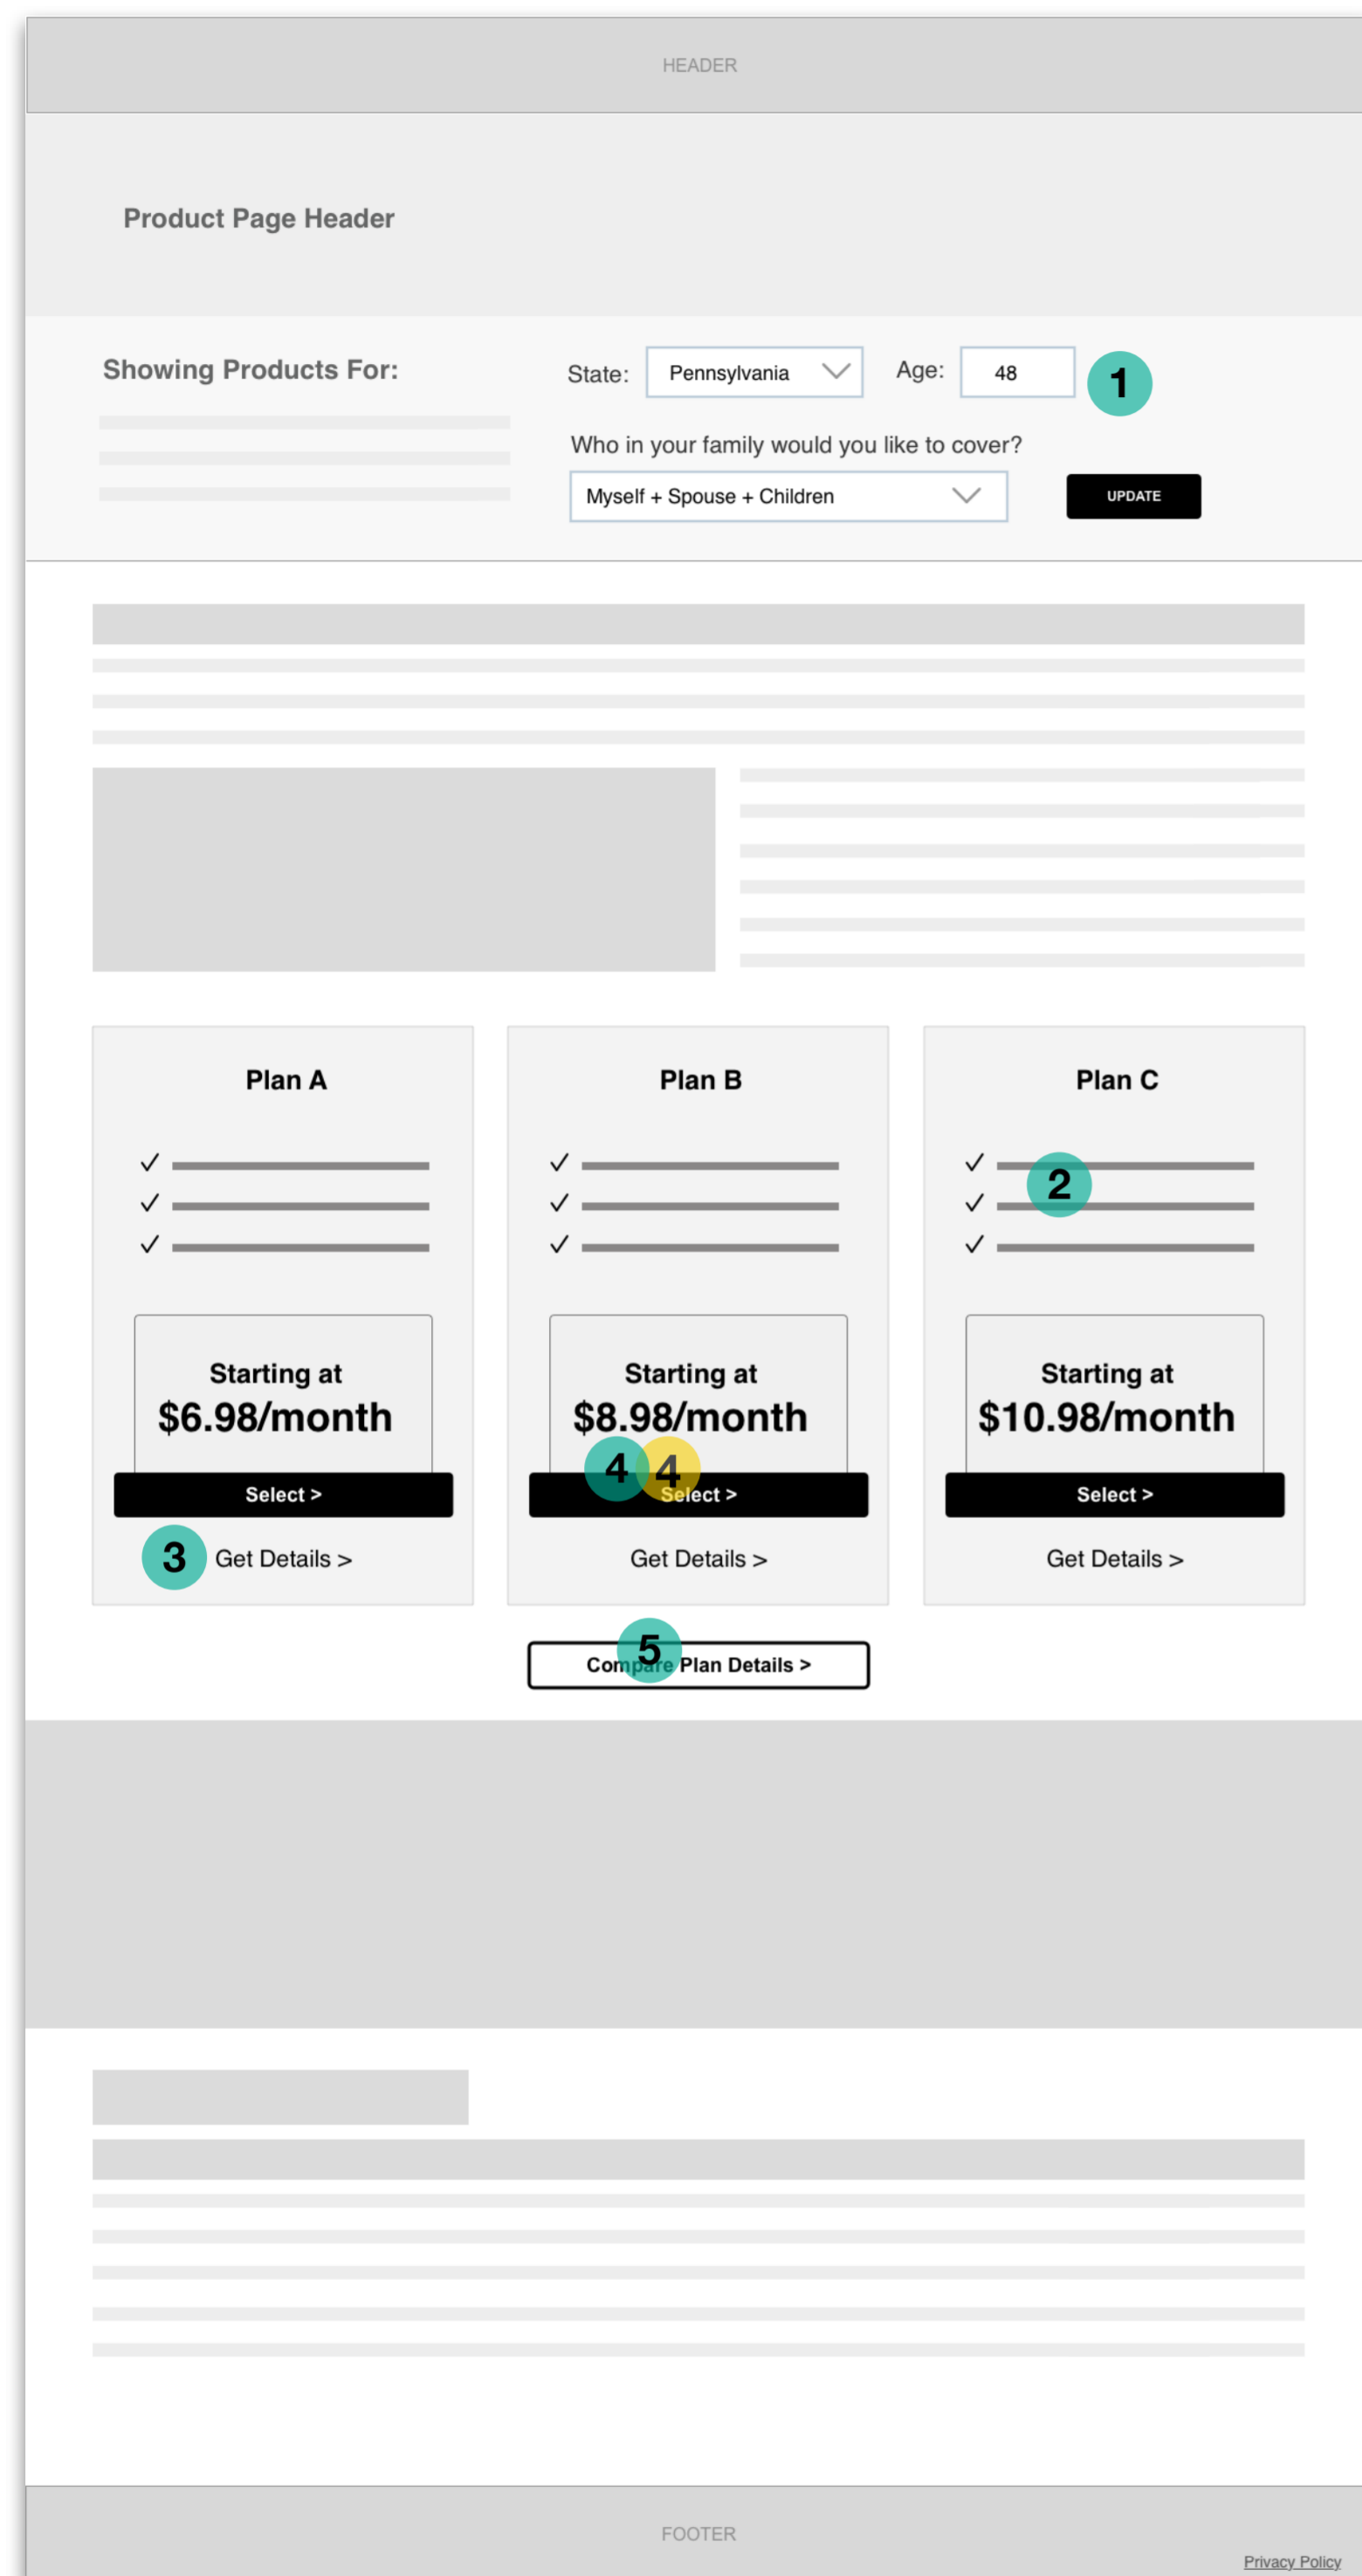 HEADER
Product Page Header
Showing Products For:
State: Pennsylvania Age: 48 1
Who in your family would you like to cover?
Myself + Spouse + Children UPDATE
Plan A
Plan B
Plan C
2
Starting at
$6.98/month
Select >
3 Get Details >
Starting at
$8.98/month
4 4
Select >
Get Details >
Starting at
$10.98/month
Select >
Get Details >
5
Compare Plan Details >
FOOTER
Privacy Policy